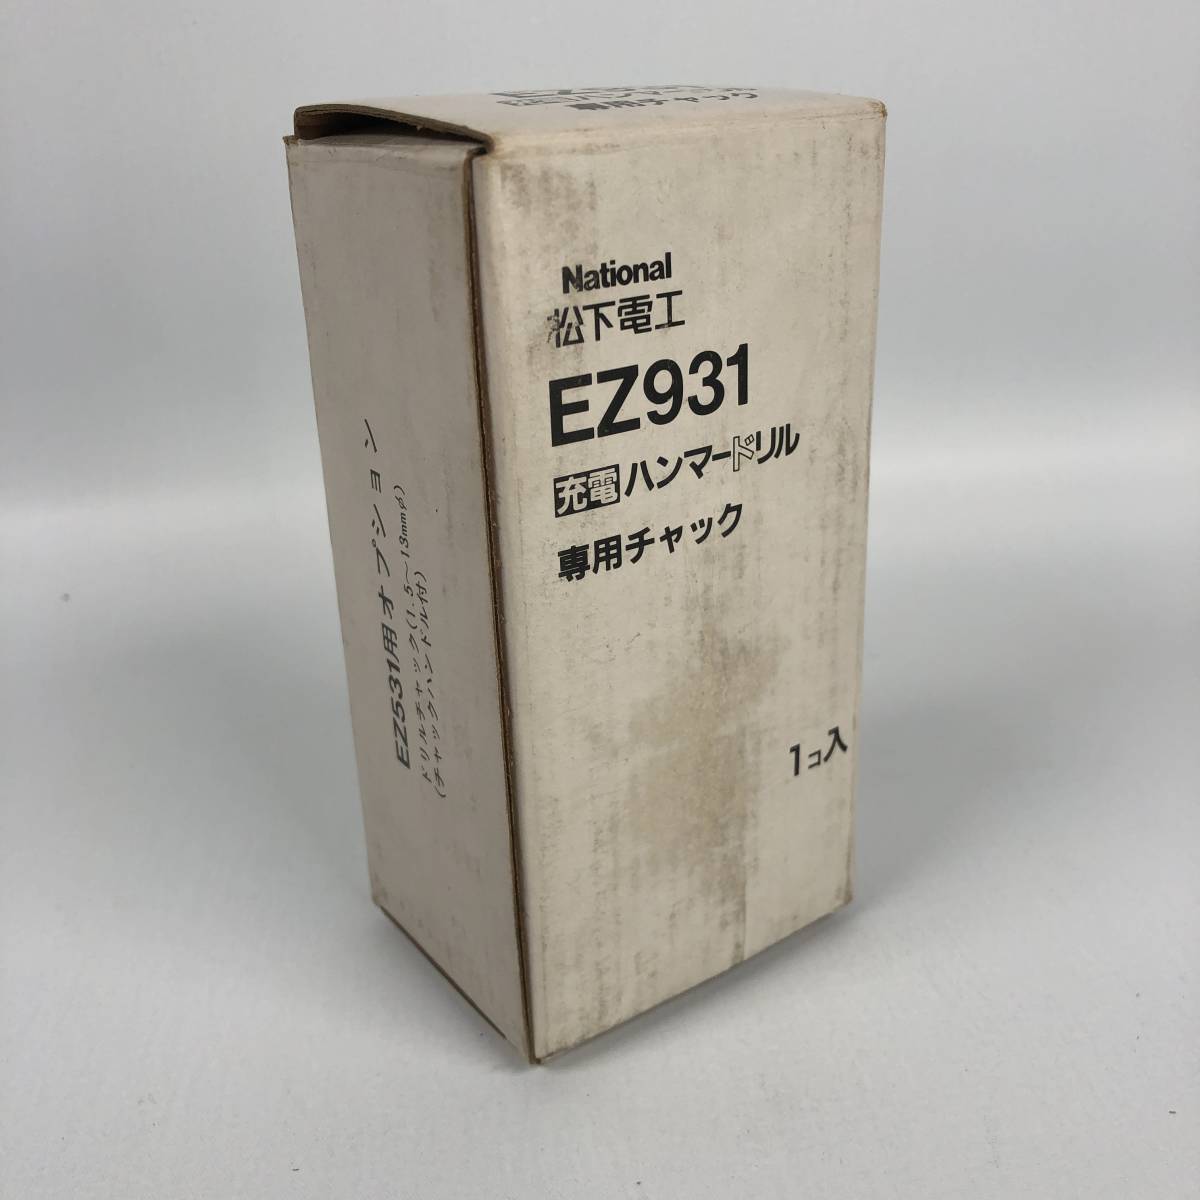 専用チャック
National
松下電工
EZ931
充電ハンマードリル
専用チャック
1コ入
EZ531用オプション
ドリルチャック(1.5～13mmφ)
(チャックハンドル付)